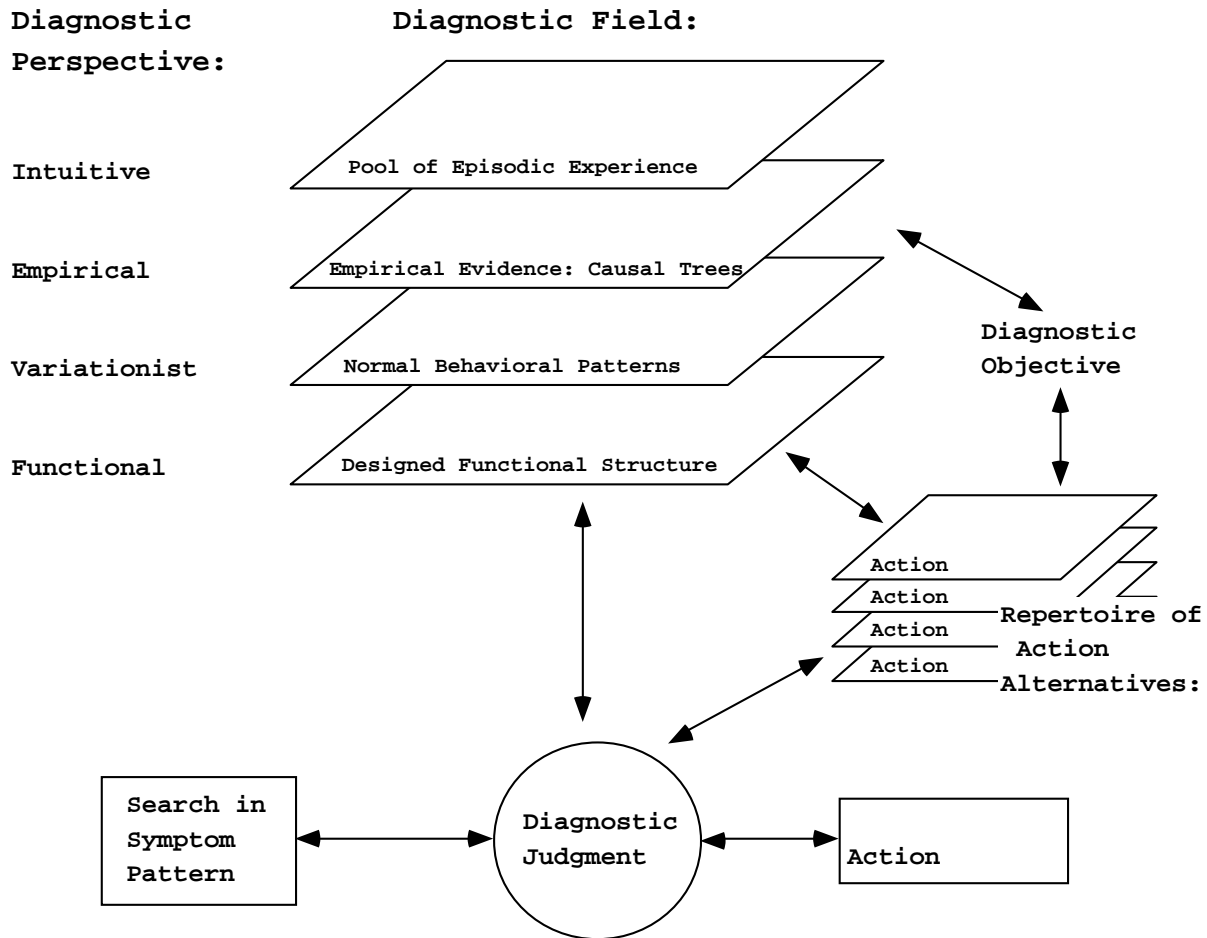 Diagnostic
Perspective:
Diagnostic Field:
Intuitive
Pool of Episodic Experience
Empirical
Empirical Evidence: Causal Trees
Variationist
Normal Behavioral Patterns
Functional
Designed Functional Structure
Diagnostic
Objective
Action
Action
Action
Action
Repertoire of
Action
Alternatives:
Search in
Symptom
Pattern
Diagnostic
Judgment
Action